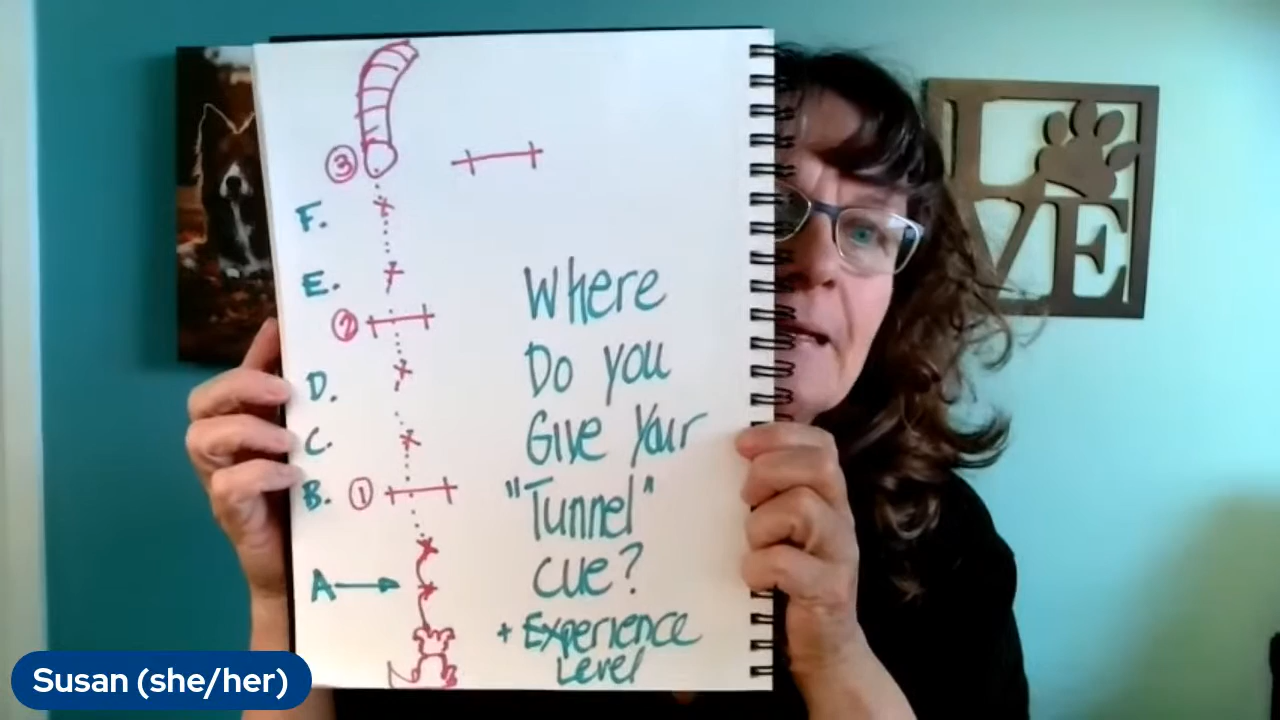 ③
F.
E.
②
D.
C.
B. ①
A
Where
Do you
Give Your
"Tunnel"
cue?
+ Experience
Level
LOVE
Susan (she/her)